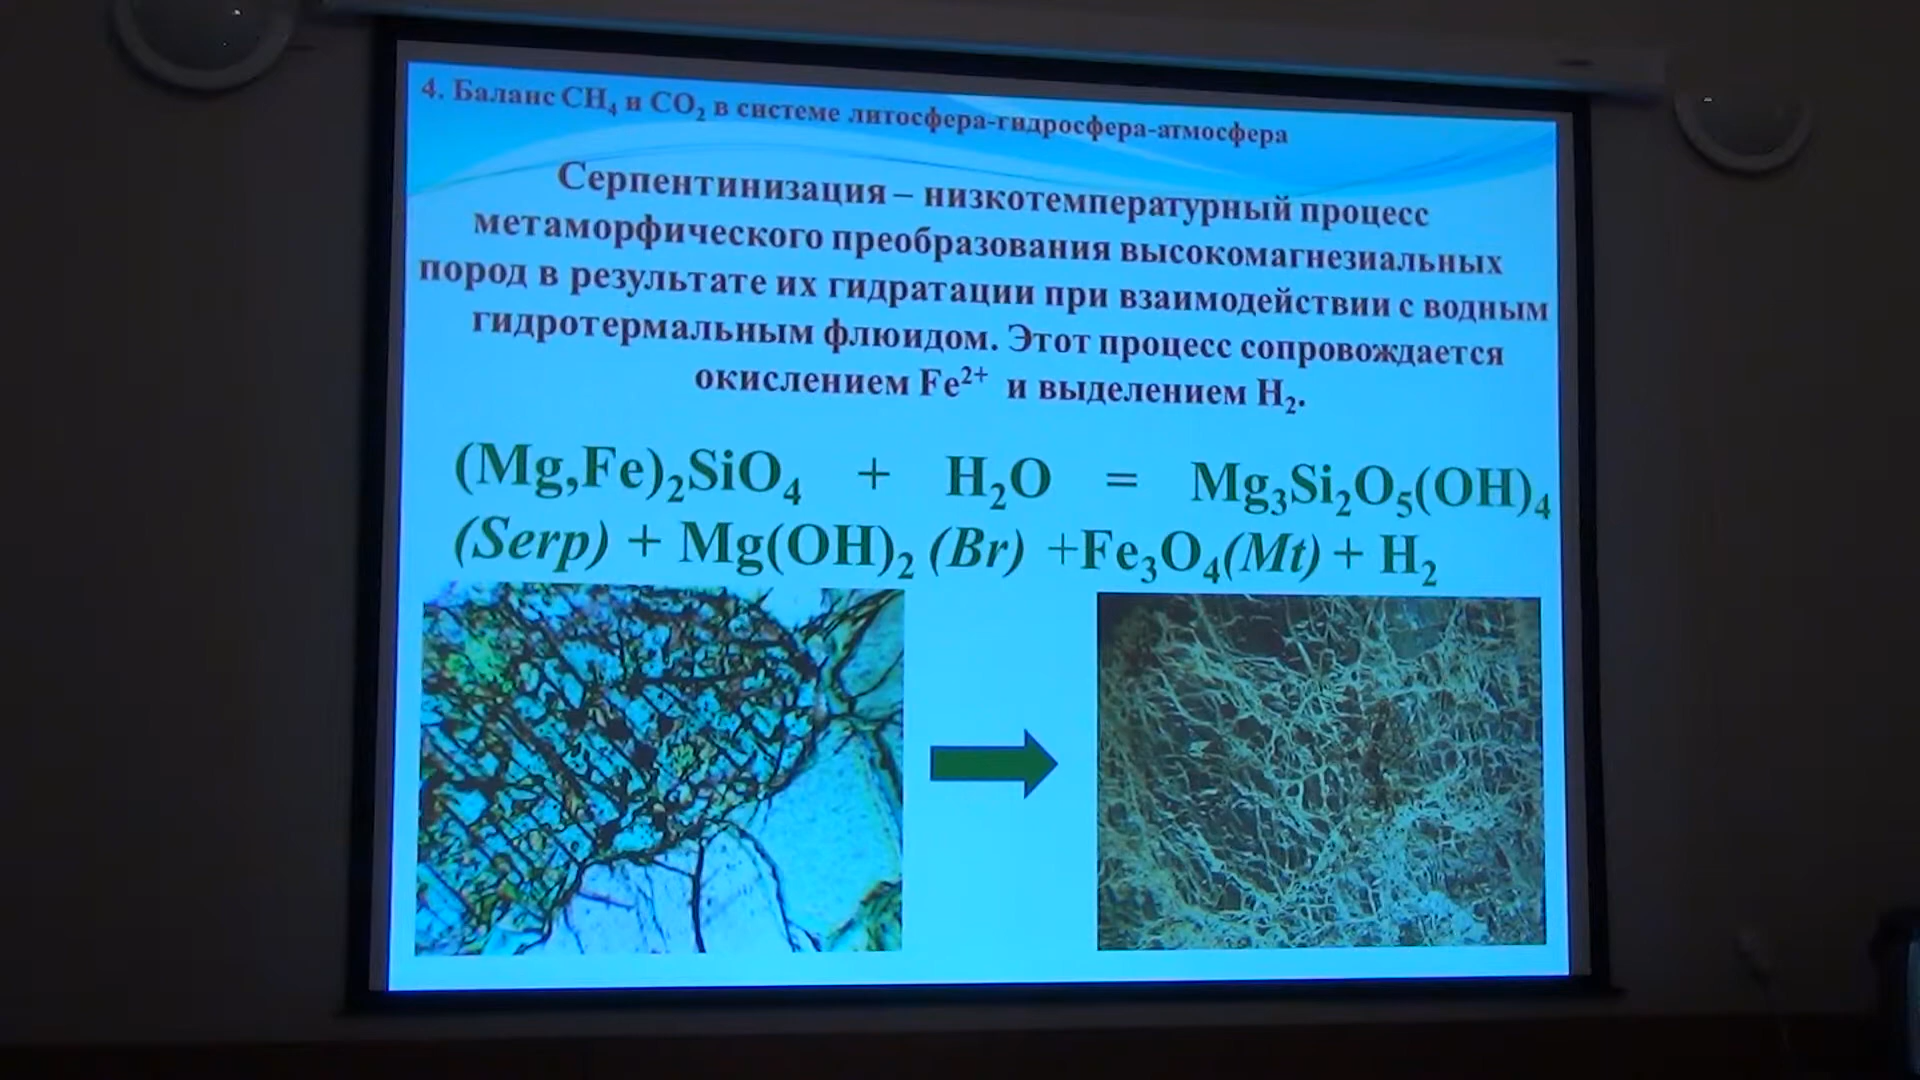 4. Баланс CH₄ и CO₂ в системе литосфера-гидросфера-атмосфера
Серпентинизация – низкотемпературный процесс
метаморфического преобразования высокомагнезиальных
пород в результате их гидратации при взаимодействии с водным
гидротермальным флюидом. Этот процесс сопровождается
окислением Fe²⁺ и выделением H₂.
(Mg,Fe)₂SiO₄ + H₂O = Mg₃Si₂O₅(OH)₄
(Serp) + Mg(OH)₂ (Br) +Fe₃O₄(Mt) + H₂